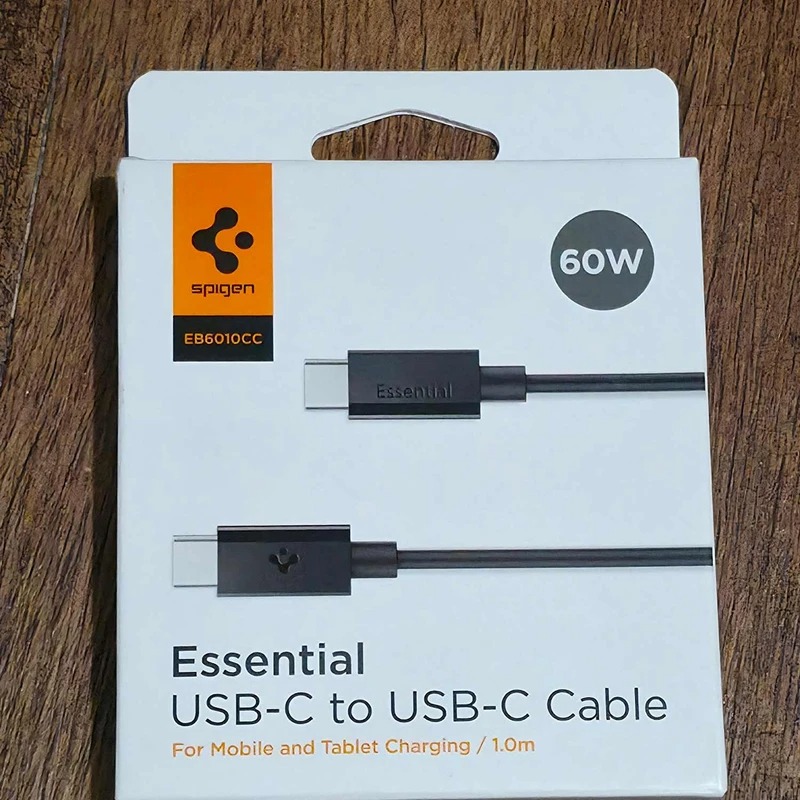 spigen
EB6010CC
60W
Essential
Essential
USB-C to USB-C Cable
For Mobile and Tablet Charging / 1.0m